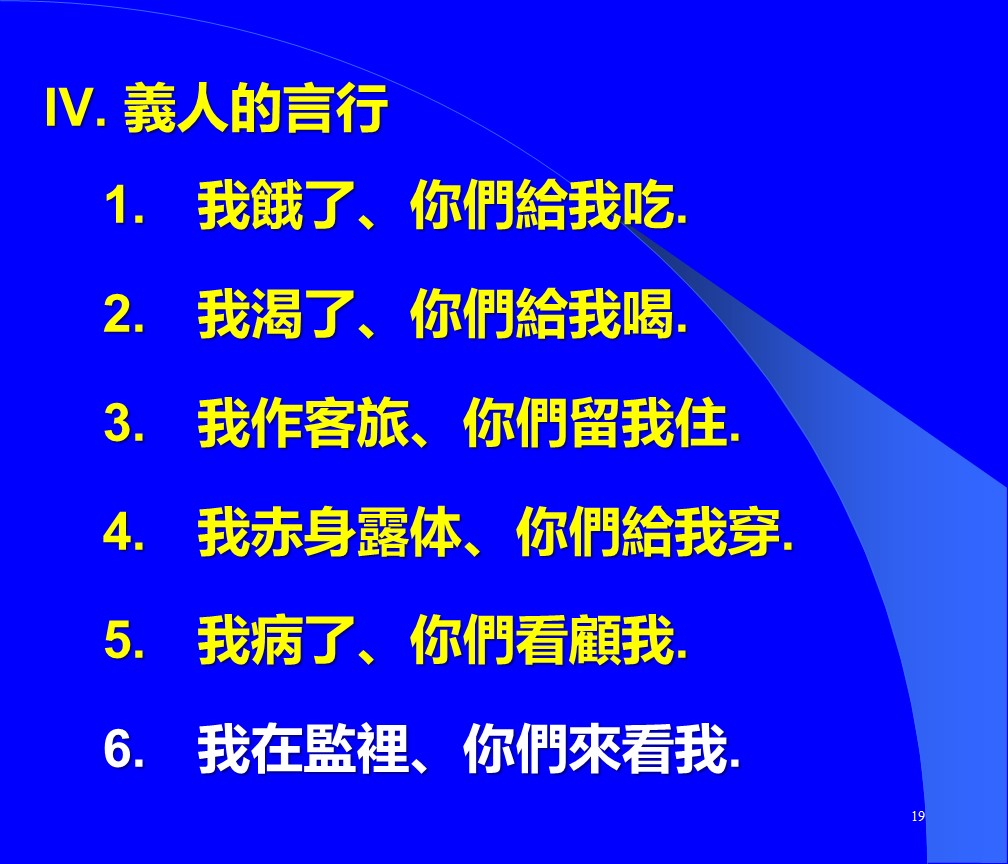 IV. 義人的言行
1. 我餓了、你們給我吃.
2. 我渴了、你們給我喝.
3. 我作客旅、你們留我住.
4. 我赤身露体、你們給我穿.
5. 我病了、你們看顧我.
6. 我在監裡、你們來看我.
19